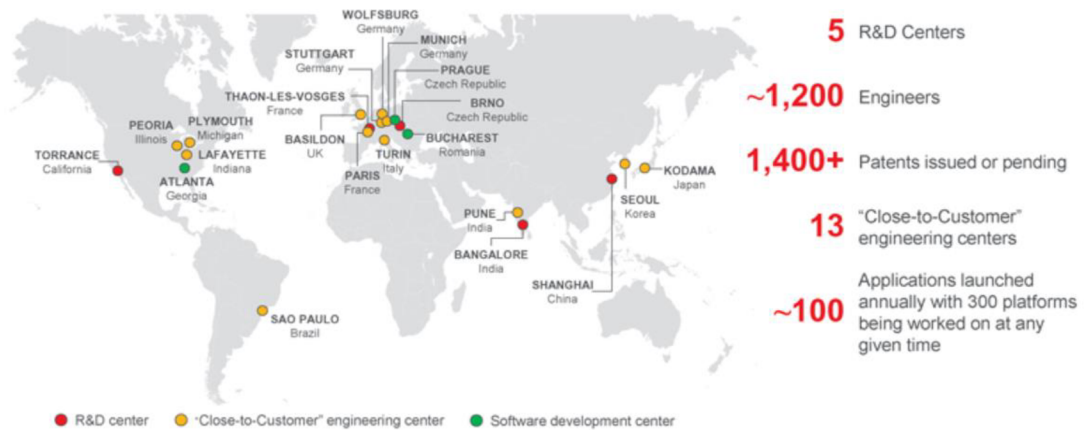 WOLFSBURG
Germany
MUNICH
Germany
STUTTGART
Germany
PRAGUE
Czech Republic
THAON-LES-VOSGES
France
BRNO
Czech Republic
PEORIA
Illinois
PLYMOUTH
Michigan
BASILDON
UK
BUCHAREST
Romania
TORRANCE
California
LAFAYETTE
Indiana
TURIN
Italy
ATLANTA
Georgia
PARIS
France
KODAMA
Japan
SEOUL
Korea
PUNE
India
BANGALORE
India
SHANGHAI
China
SAO PAULO
Brazil
5 R&D Centers
~1,200 Engineers
1,400+ Patents issued or pending
13 “Close-to-Customer”
engineering centers
~100 Applications launched
annually with 300 platforms
being worked on at any
given time
R&D center
“Close-to-Customer” engineering center
Software development center